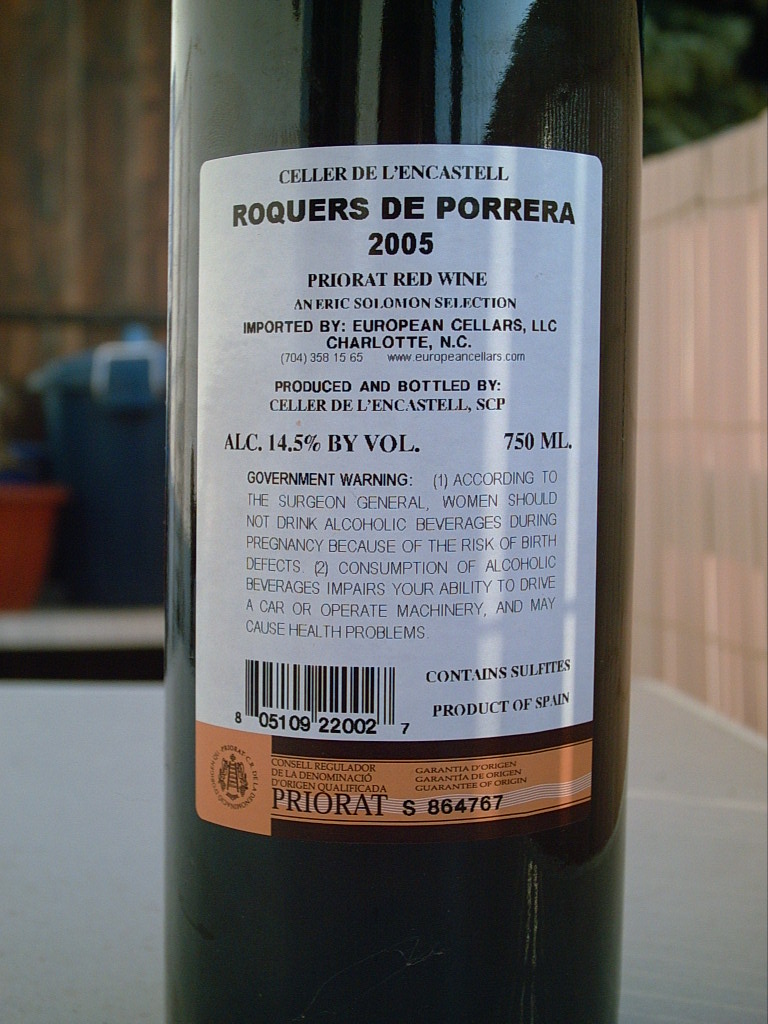 CELLER DE L'ENCASTELL
ROQUERS DE PORRERA
2005
PRIORAT RED WINE
AN ERIC SOLOMON SELECTION
IMPORTED BY: EUROPEAN CELLARS, LLC
CHARLOTTE, N.C.
(704) 358 15 65 www.europeancellars.com
PRODUCED AND BOTTLED BY:
CELLER DE L'ENCASTELL, SCP
ALC. 14.5% BY VOL. 750 ML.
GOVERNMENT WARNING: (1) ACCORDING TO
THE SURGEON GENERAL, WOMEN SHOULD
NOT DRINK ALCOHOLIC BEVERAGES DURING
PREGNANCY BECAUSE OF THE RISK OF BIRTH
DEFECTS. (2) CONSUMPTION OF ALCOHOLIC
BEVERAGES IMPAIRS YOUR ABILITY TO DRIVE
A CAR OR OPERATE MACHINERY, AND MAY
CAUSE HEALTH PROBLEMS.
CONTAINS SULFITES
PRODUCT OF SPAIN
8 05109 22002 7
CONSELL REGULADOR
DE LA DENOMINACIÓ
D'ORIGEN QUALIFICADA
PRIORAT
GARANTIA D'ORIGEN
GARANTÍA DE ORIGEN
GUARANTEE OF ORIGIN
S 864767